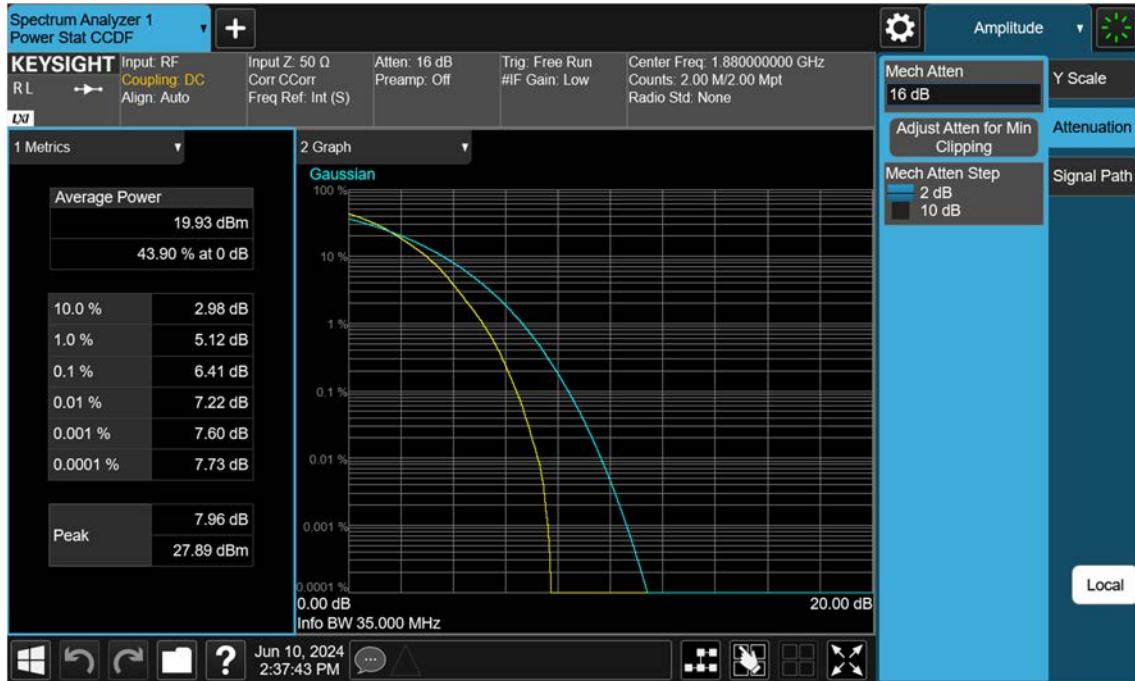 Spectrum Analyzer 1
Power Stat CCDF
Amplitude
KEYSIGHT
R L
LXI
Input: RF
Coupling: DC
Align: Auto
Input Z: 50 Ω
Corr CCorr
Freq Ref: Int (S)
Atten: 16 dB
Preamp: Off
Trig: Free Run
#IF Gain: Low
Center Freq: 1.880000000 GHz
Counts: 2.00 M/2.00 Mpt
Radio Std: None
1 Metrics
Average Power
19.93 dBm
43.90 % at 0 dB
10.0 % 2.98 dB
1.0 % 5.12 dB
0.1 % 6.41 dB
0.01 % 7.22 dB
0.001 % 7.60 dB
0.0001 % 7.73 dB
Peak
7.96 dB
27.89 dBm
2 Graph
Gaussian
100 %
10 %
1 %
0.1 %
0.01 %
0.001 %
0.0001 %
0.00 dB 20.00 dB
Info BW 35.000 MHz
Mech Atten
16 dB
Adjust Atten for Min
Clipping
Mech Atten Step
2 dB
10 dB
Y Scale
Attenuation
Signal Path
Local
?
Jun 10, 2024
2:37:43 PM